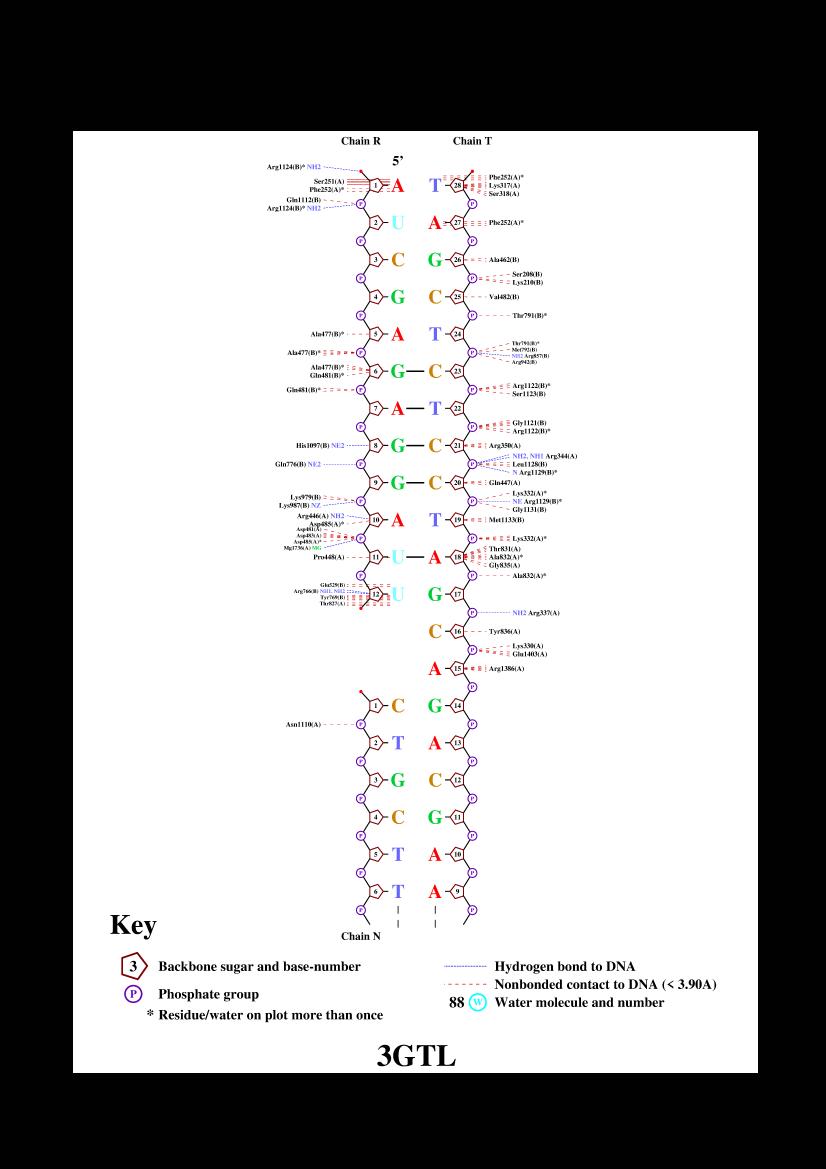 Chain R Chain T
5'
Arg1124(B)* NH2
Ser251(A)
Phe252(A)*
Gln1112(B)
Arg1124(B)* NH2
Ala477(B)*
Ala477(B)*
Ala477(B)*
Gln481(B)*
Gln481(B)*
His1097(B) NE2
Gln776(B) NE2
Lys979(B)
Lys987(B) NZ
Arg446(A) NH2
Asp485(A)*
Asp481(A)
Asp483(A)
Asp485(A)*
Mg1736(A) MG
Pro448(A)
Glu529(B)
Arg766(B) NH1, NH2
Tyr769(B)
Thr827(A)
Asn1110(A)
1 A T 28
P P
2 U A 27
P P
3 C G 26
P P
4 G C 25
P P
5 A T 24
P P
6 G C 23
P P
7 A T 22
P P
8 G C 21
P P
9 G C 20
P P
10 A T 19
P P
11 U A 18
P P
12 U G 17
P
C 16
P
A 15
P
1 C G 14
P P
2 T A 13
P P
3 G C 12
P P
4 C G 11
P P
5 T A 10
P P
6 T A 9
P P
Phe252(A)*
Lys317(A)
Ser318(A)
Phe252(A)*
Ala462(B)
Ser208(B)
Lys210(B)
Val482(B)
Thr791(B)*
Thr791(B)*
Met792(B)
NH2 Arg857(B)
Arg942(B)
Arg1122(B)*
Ser1123(B)
Gly1121(B)
Arg1122(B)*
Arg350(A)
NH2, NH1 Arg344(A)
Leu1128(B)
N Arg1129(B)*
Gln447(A)
Lys332(A)*
NE Arg1129(B)*
Gly1131(B)
Met1133(B)
Lys332(A)*
Thr831(A)
Ala832(A)*
Gly835(A)
Ala832(A)*
NH2 Arg337(A)
Tyr836(A)
Lys330(A)
Glu1403(A)
Arg1386(A)
Chain N
Key
3 Backbone sugar and base-number
P Phosphate group
* Residue/water on plot more than once
Hydrogen bond to DNA
Nonbonded contact to DNA (< 3.90A)
88 W Water molecule and number
3GTL